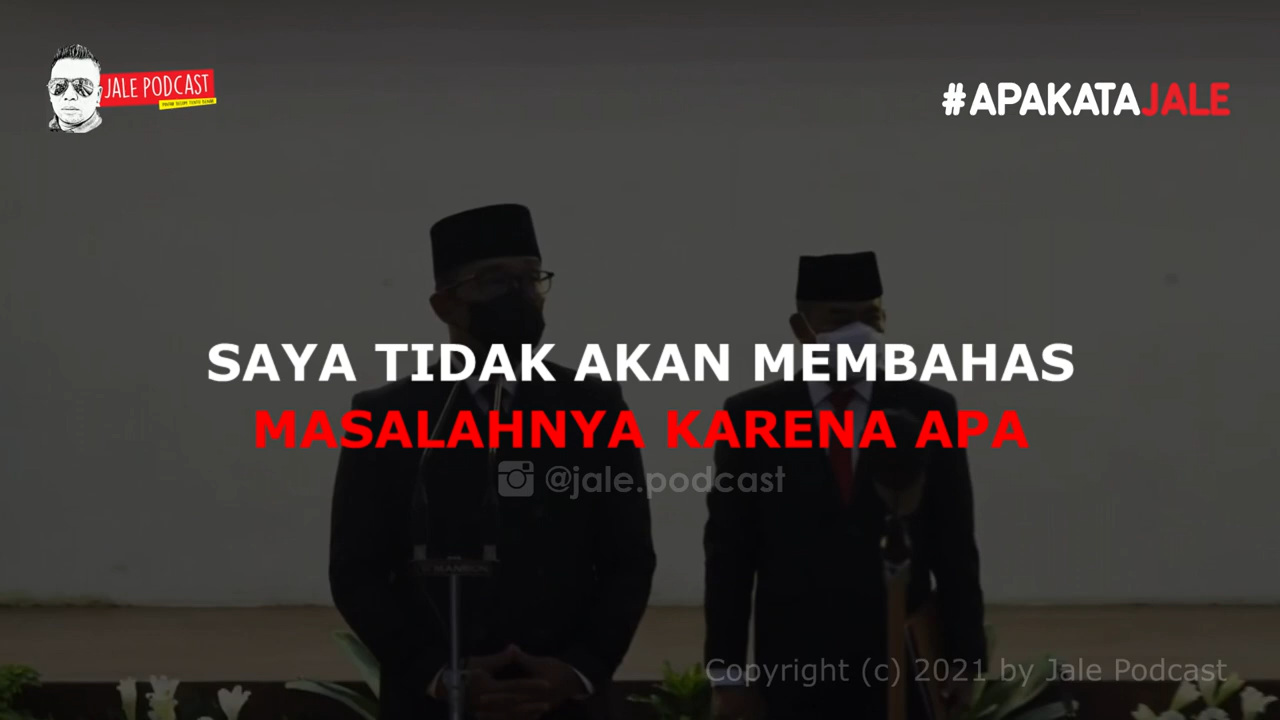 JALE PODCAST
#APAKATAJALE
SAYA TIDAK AKAN MEMBAHAS
MASALAHNYA KARENA APA
@jale.podcast
Copyright (c) 2021 by Jale Podcast